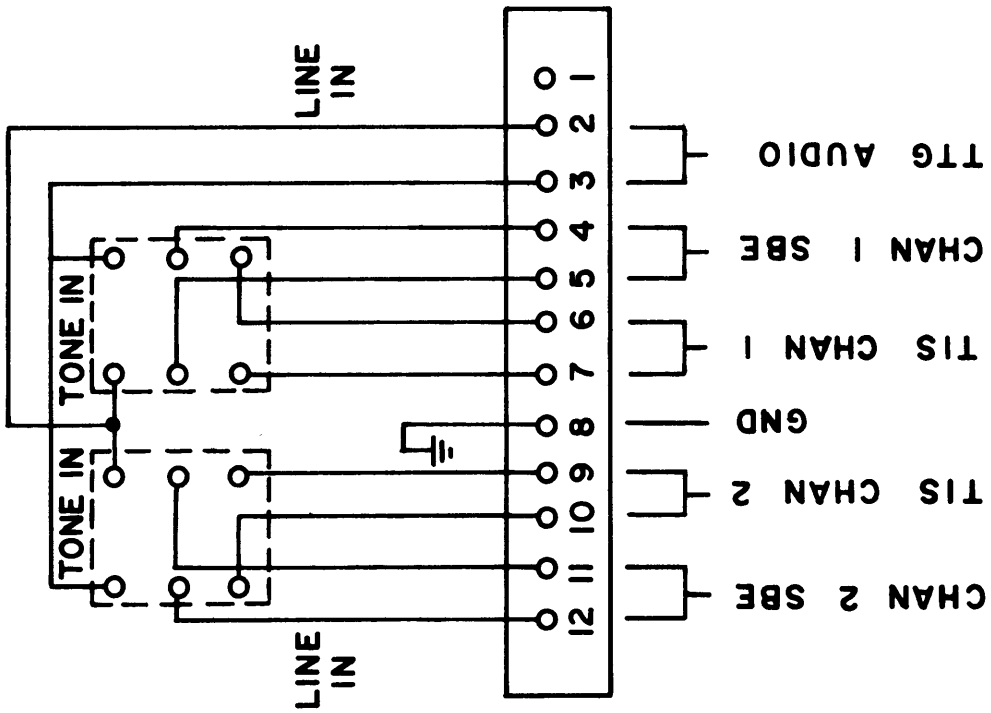 LINE
IN
TONE IN
TONE IN
LINE
IN
1
2
3
4
5
6
7
8
9
10
11
12
TTG AUDIO
CHAN 1 SBE
TIS CHAN 1
GND
TIS CHAN 2
CHAN 2 SBE